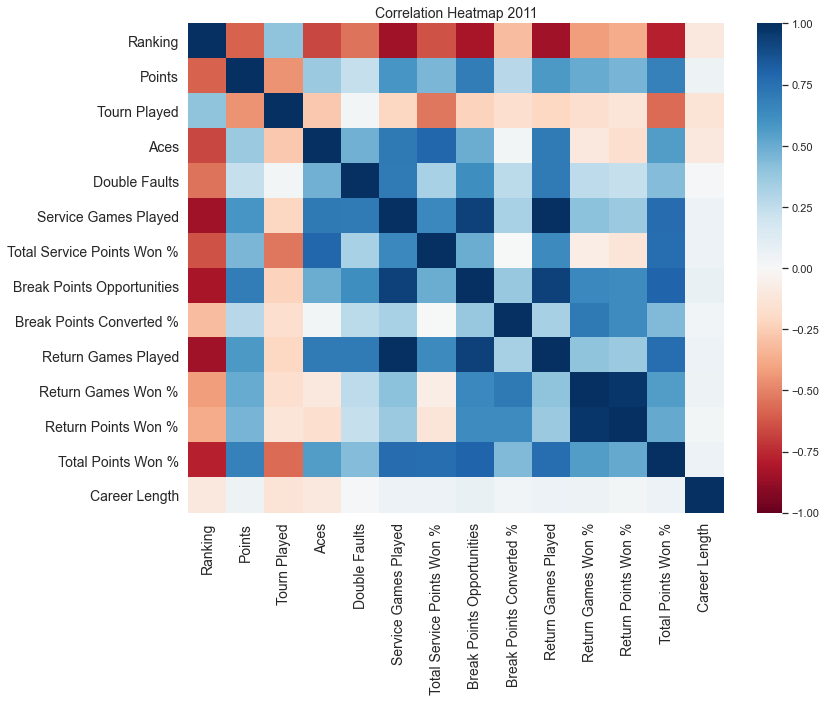 Correlation Heatmap 2011
Ranking
Points
Tourn Played
Aces
Double Faults
Service Games Played
Total Service Points Won %
Break Points Opportunities
Break Points Converted %
Return Games Played
Return Games Won %
Return Points Won %
Total Points Won %
Career Length
Ranking
Points
Tourn Played
Aces
Double Faults
Service Games Played
Total Service Points Won %
Break Points Opportunities
Break Points Converted %
Return Games Played
Return Games Won %
Return Points Won %
Total Points Won %
Career Length
1.00
0.75
0.50
0.25
0.00
−0.25
−0.50
−0.75
−1.00